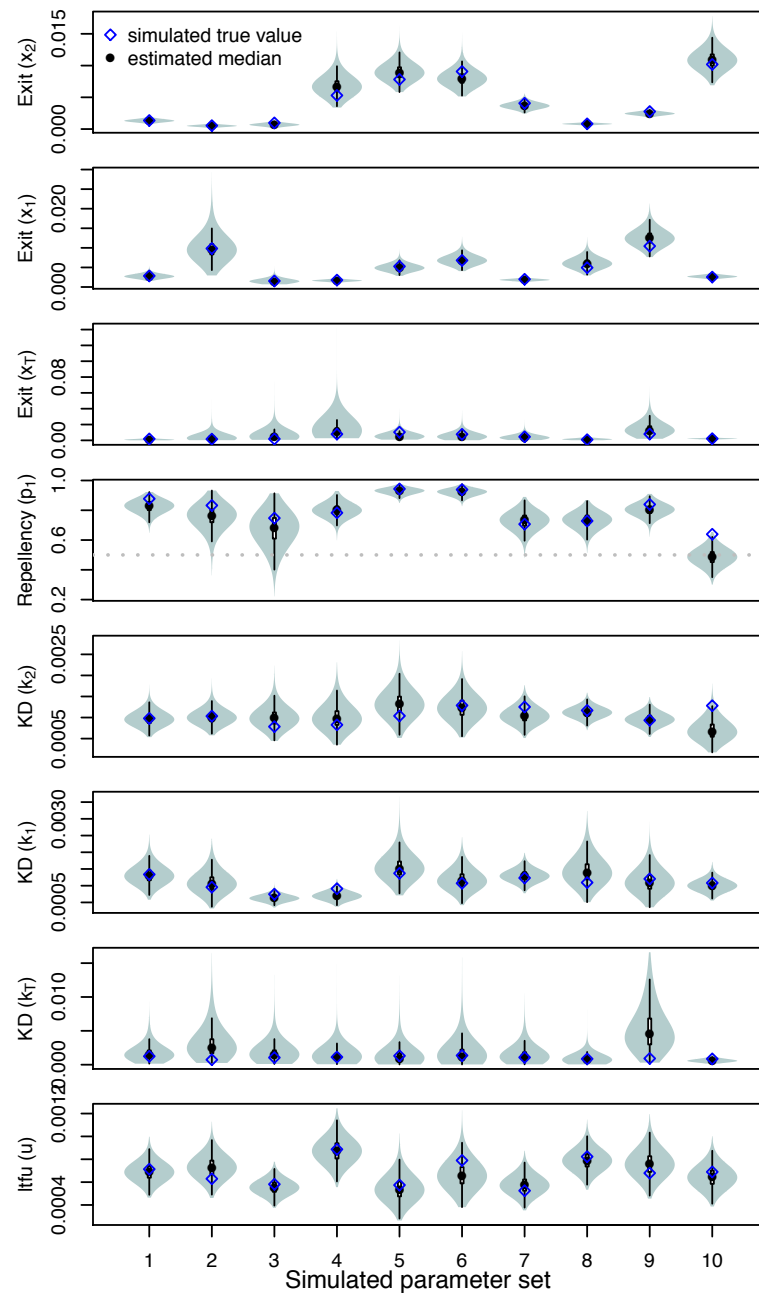 simulated true value
estimated median
Exit (x2)
0.000
0.015
Exit (x1)
0.000
0.020
Exit (xT)
0.00
0.08
Repellency (p1)
0.2
0.6
1.0
KD (k2)
0.0005
0.0025
KD (k1)
0.0005
0.0030
KD (kT)
0.000
0.010
ltfu (u)
0.0004
0.0012
1 2 3 4 5 6 7 8 9 10
Simulated parameter set